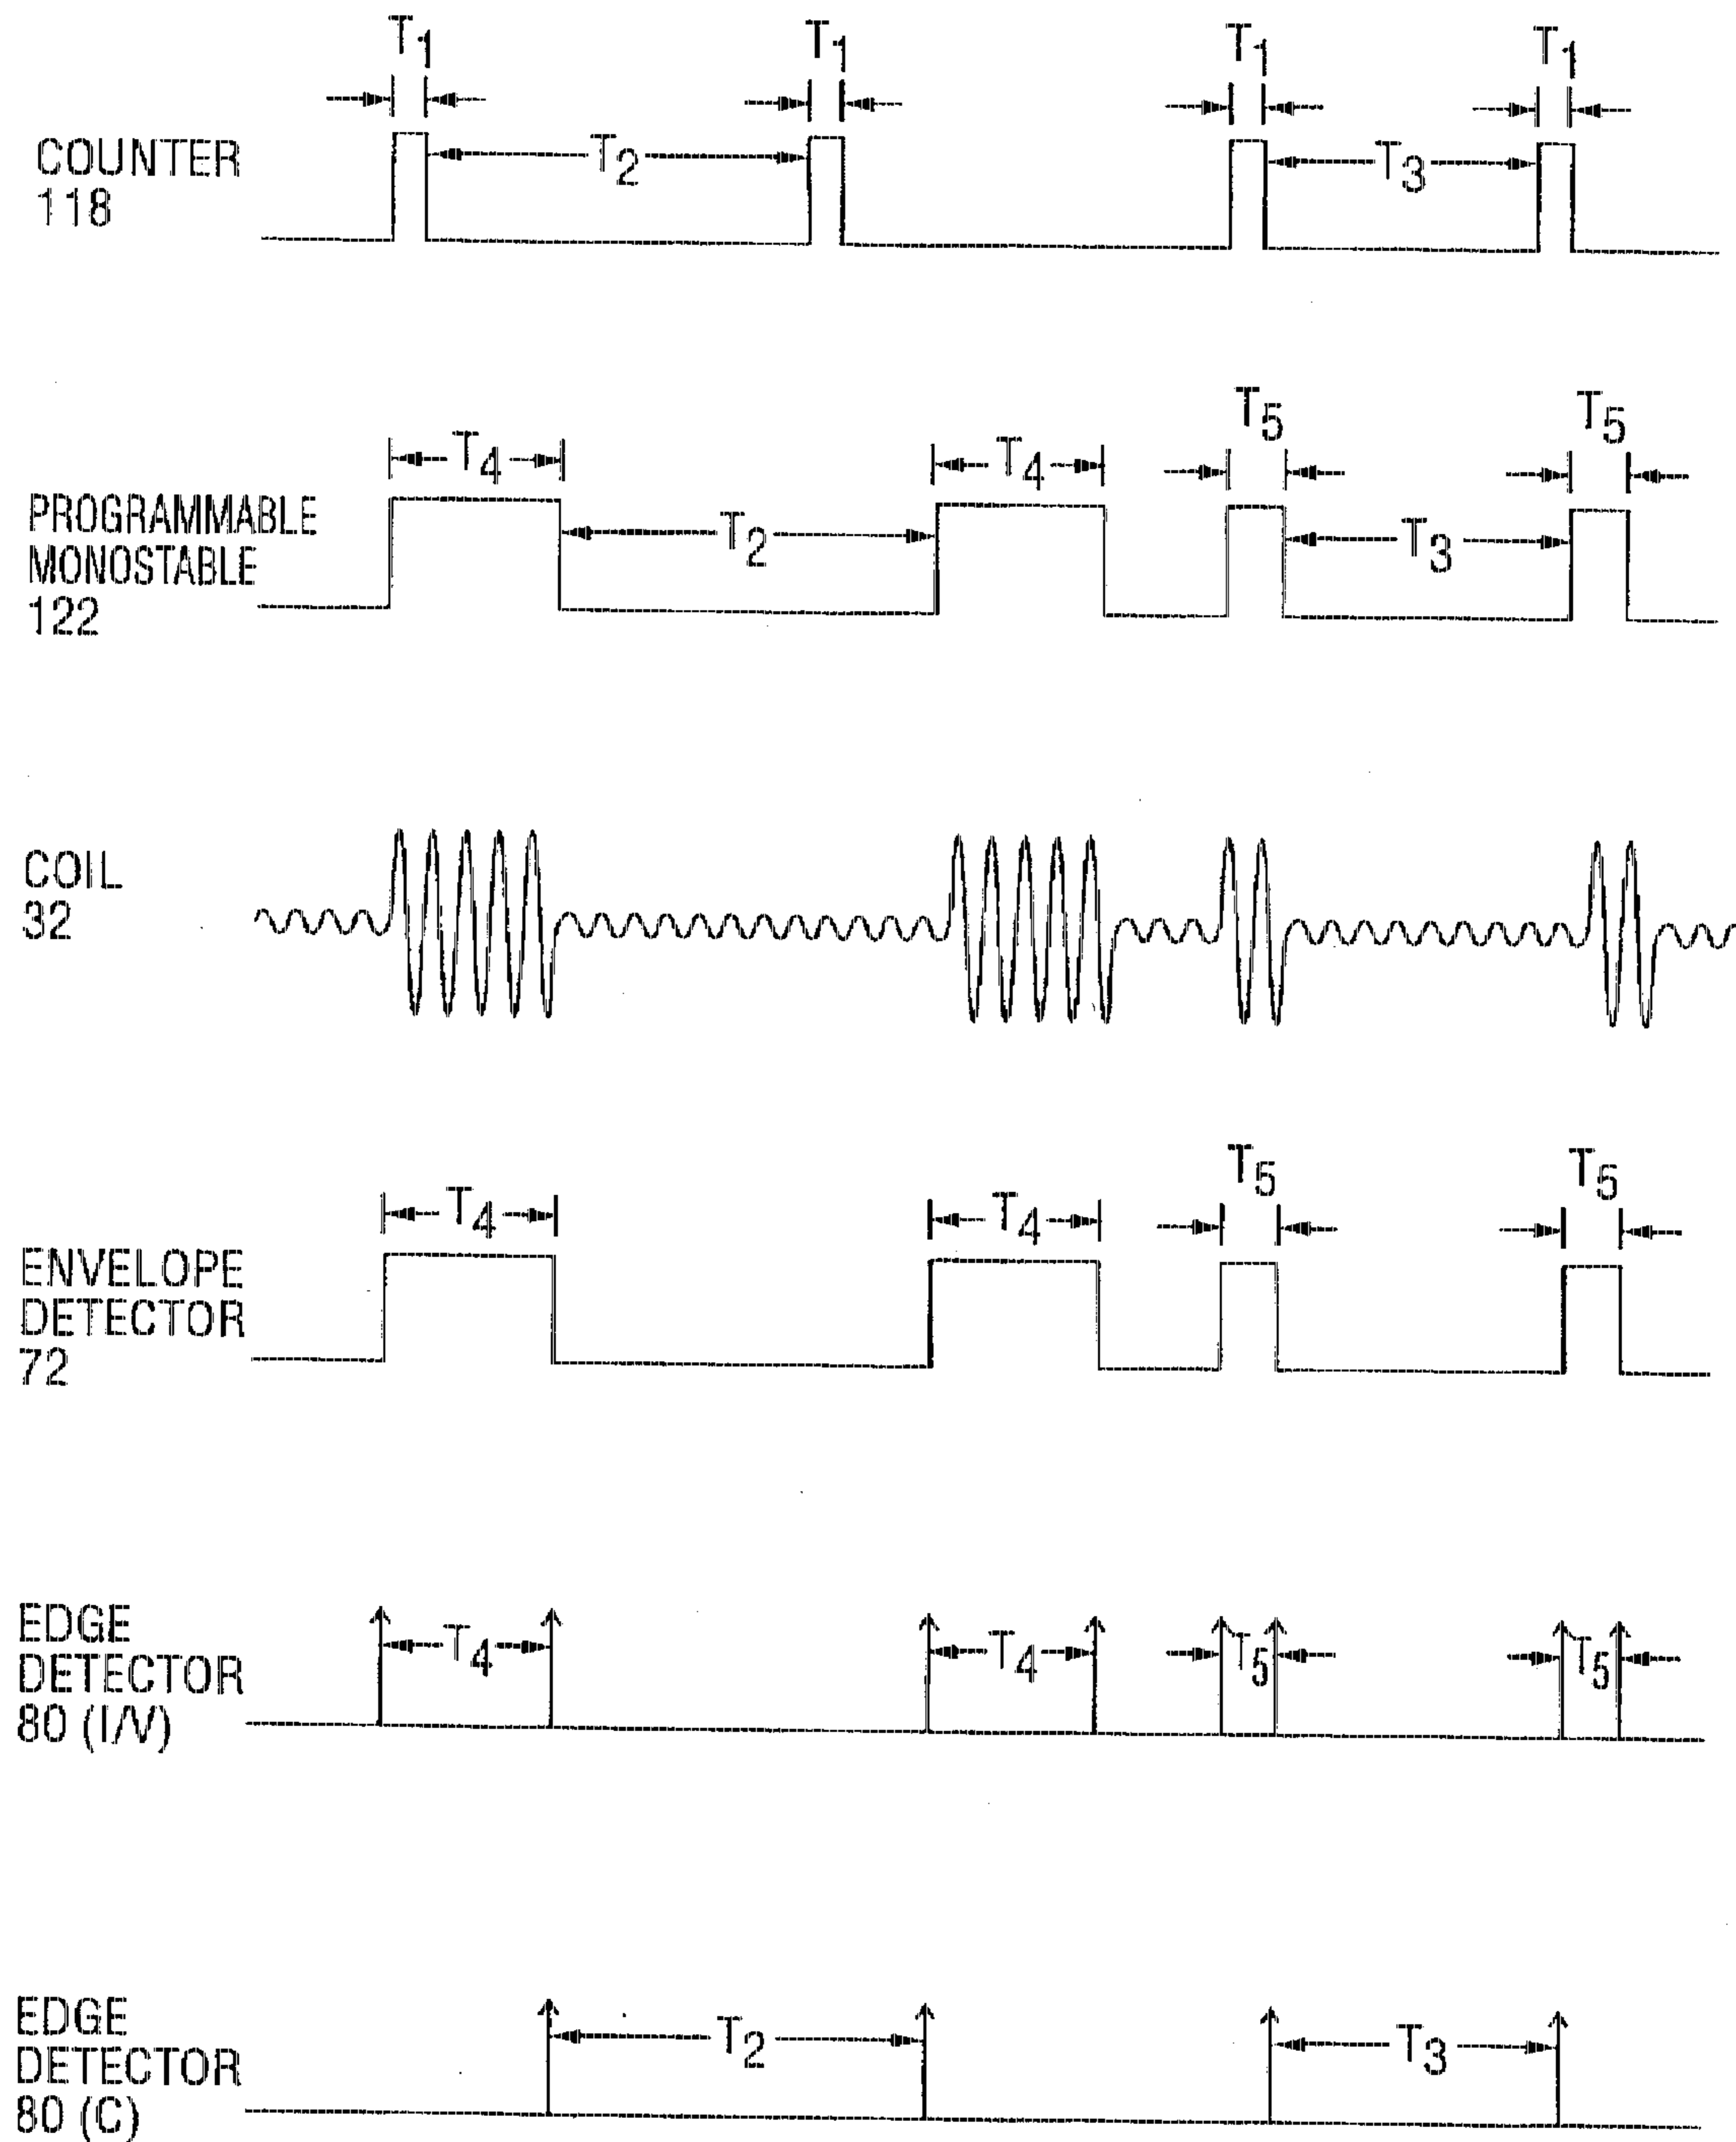 T1 T1 T1 T1
COUNTER
118
T2 T3
T5 T5
T4 T4
PROGRAMMABLE
MONOSTABLE
122
T2 T3
COIL
32
T5 T5
T4 T4
ENVELOPE
DETECTOR
72
EDGE
DETECTOR
80 (I/V)
T4 T4 T5 T5
EDGE
DETECTOR
80 (C)
T2 T3